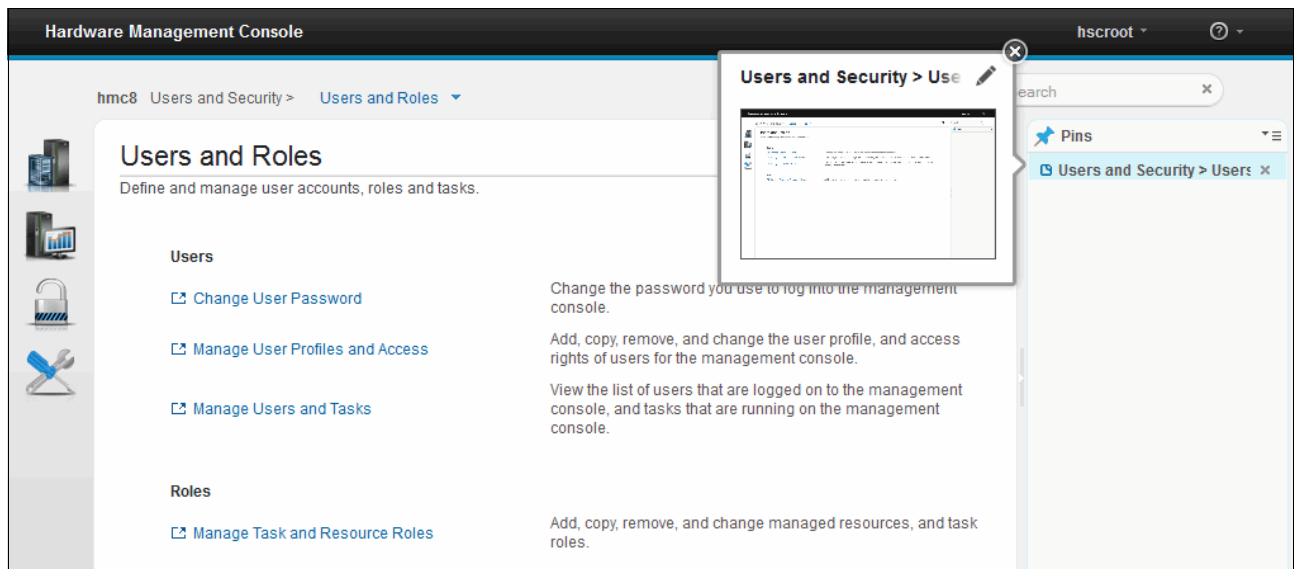 Hardware Management Console
hscroot
hmc8 Users and Security > Users and Roles
Users and Security > Use
earch
Pins
Users and Security > Users
Users and Roles
Define and manage user accounts, roles and tasks.
Users
Change User Password
Change the password you use to log into the management
console.
Manage User Profiles and Access
Add, copy, remove, and change the user profile, and access
rights of users for the management console.
Manage Users and Tasks
View the list of users that are logged on to the management
console, and tasks that are running on the management
console.
Roles
Manage Task and Resource Roles
Add, copy, remove, and change managed resources, and task
roles.